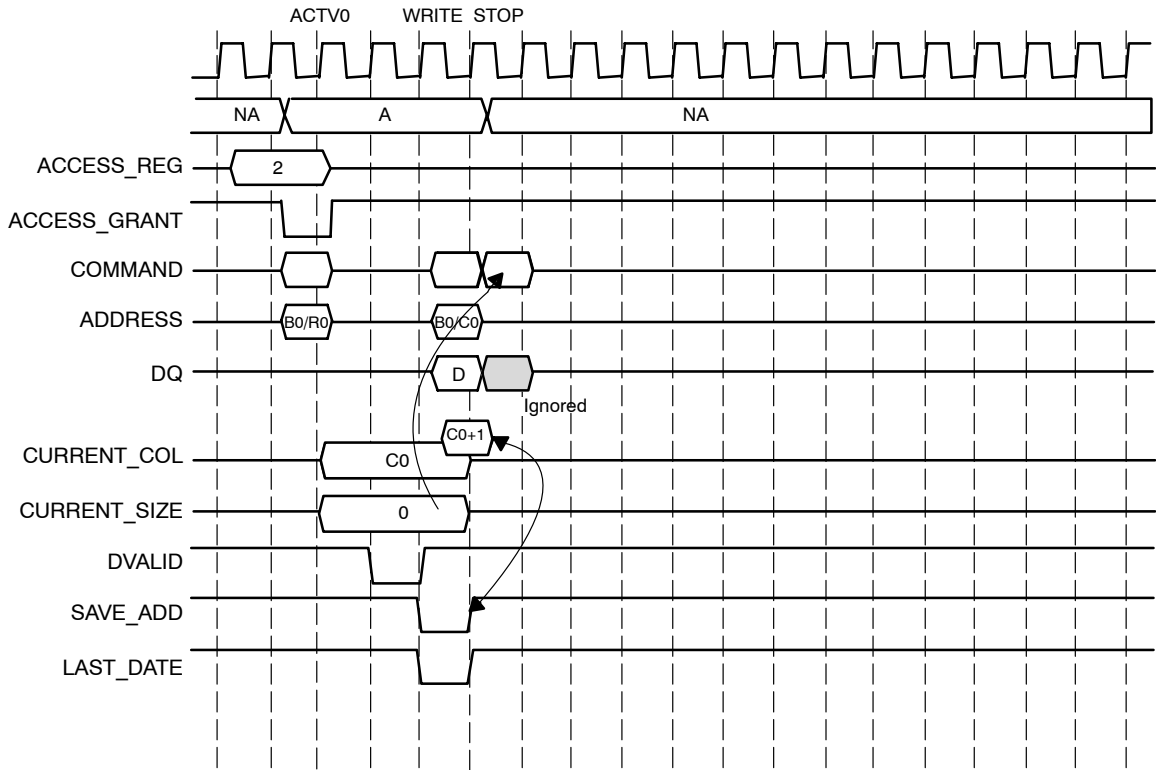 ACTV0 WRITE STOP
NA A NA
ACCESS_REG 2
ACCESS_GRANT
COMMAND
ADDRESS B0/R0 B0/C0
DQ D
Ignored
C0+1
CURRENT_COL C0
CURRENT_SIZE 0
DVALID
SAVE_ADD
LAST_DATE